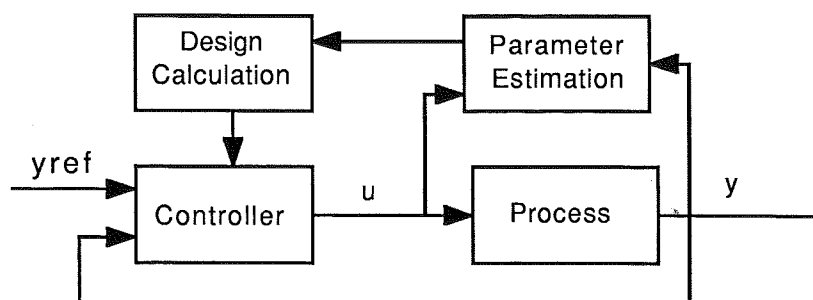 Design
Calculation
Parameter
Estimation
yref
Controller
u
Process
y